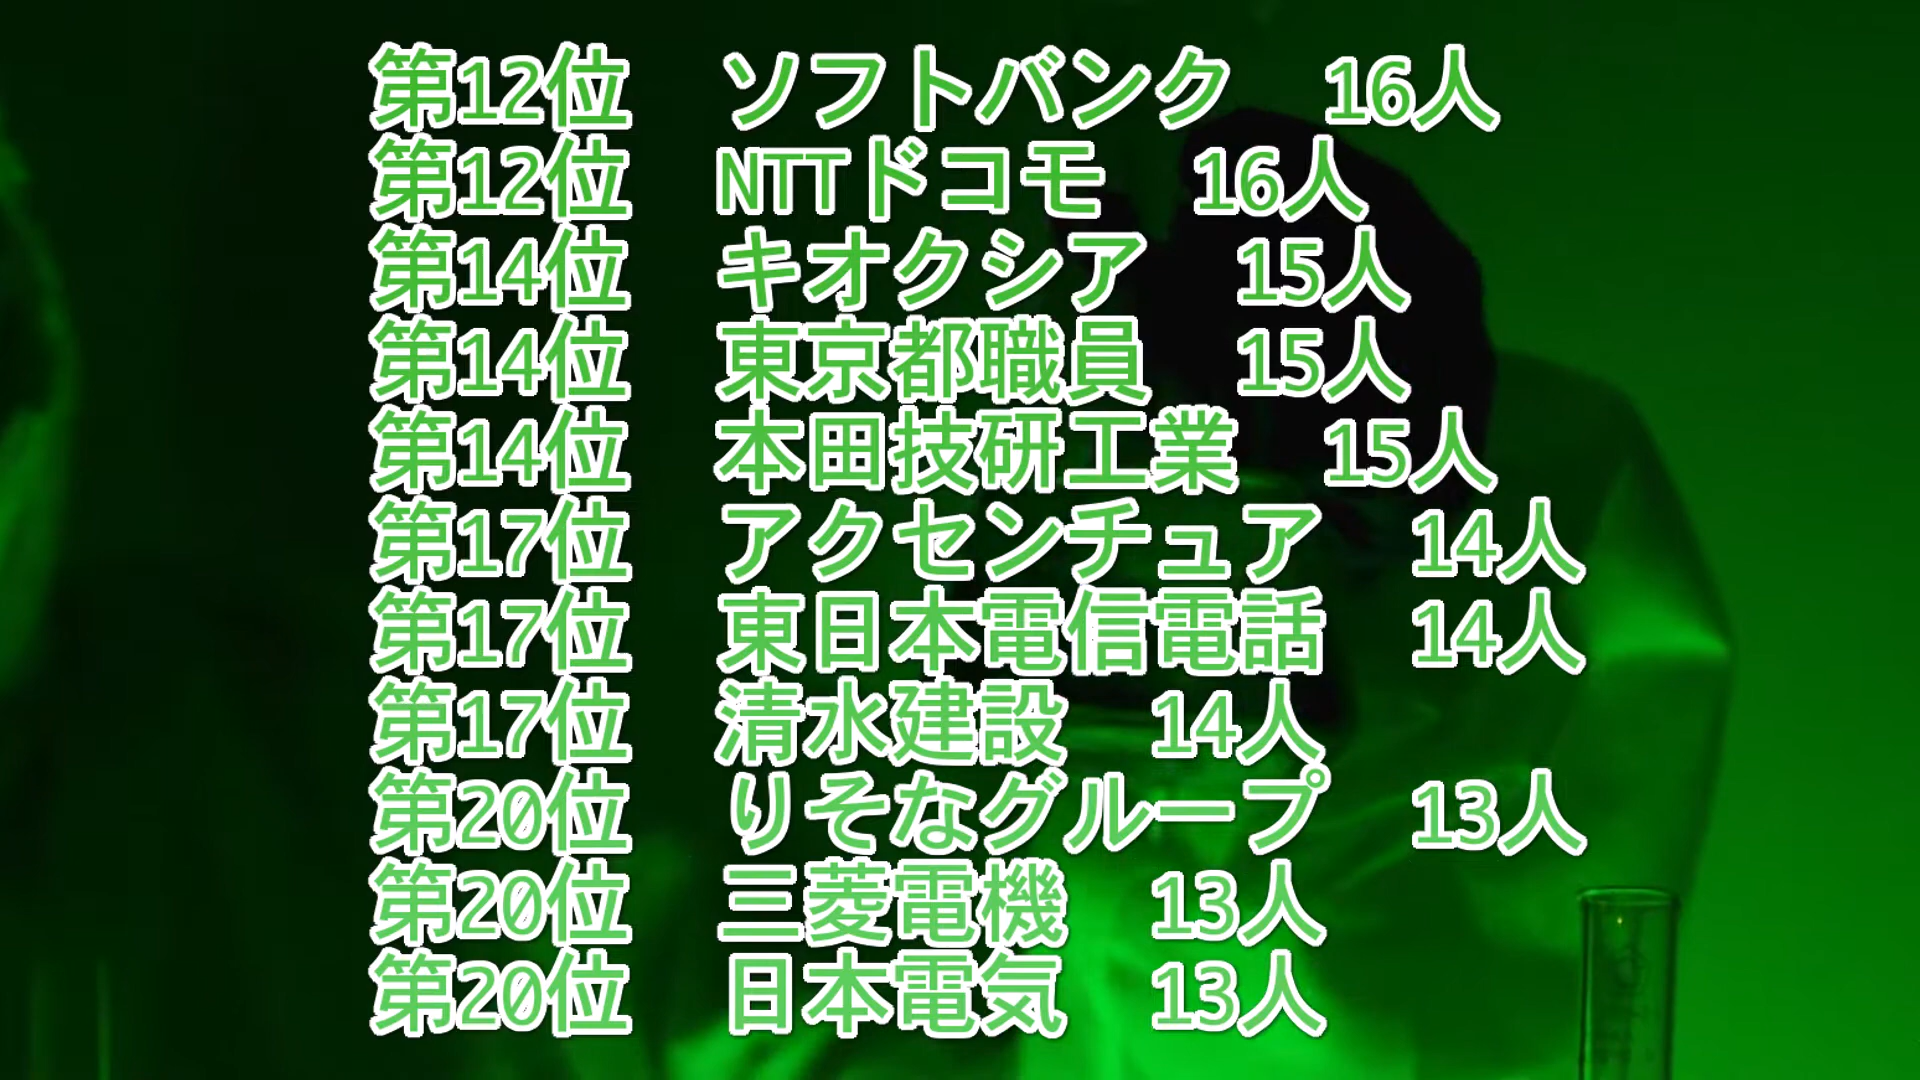 第12位　ソフトバンク　16人
第12位　NTTドコモ　16人
第14位　キオクシア　15人
第14位　東京都職員　15人
第14位　本田技研工業　15人
第17位　アクセンチュア　14人
第17位　東日本電信電話　14人
第17位　清水建設　14人
第20位　りそなグループ　13人
第20位　三菱電機　13人
第20位　日本電気　13人